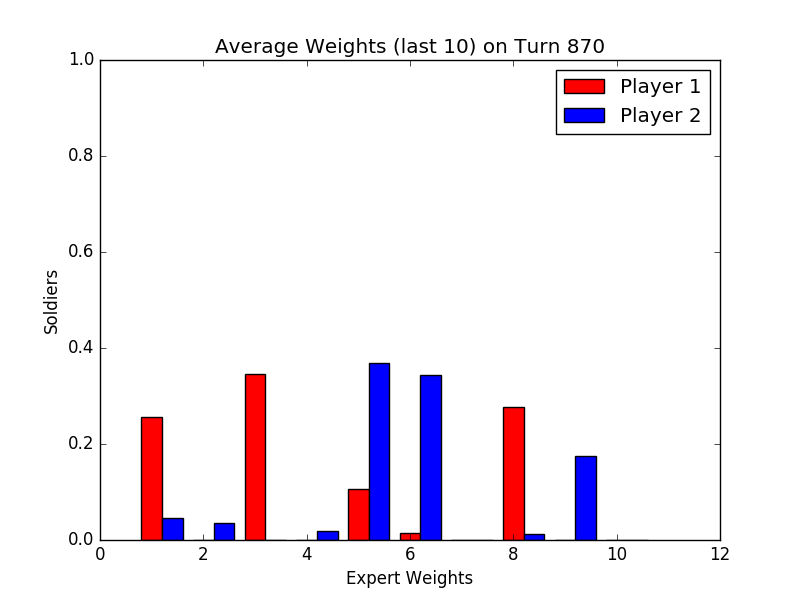 Average Weights (last 10) on Turn 870
1.0
0.8
0.6
0.4
0.2
0.0
Soldiers
Player 1
Player 2
0 2 4 6 8 10 12
Expert Weights